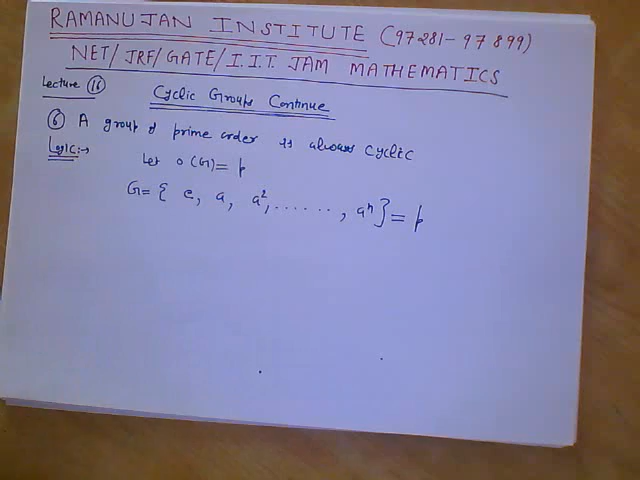 RAMANUJAN INSTITUTE (97281-97899)
NET/JRF/GATE/I.I.T. JAM MATHEMATICS
Lecture 16
Cyclic Groups Continue
6 A group of prime order is always cyclic
Logic:→
Let O(G)= p
G= { e, a, a², ......, aⁿ} = p